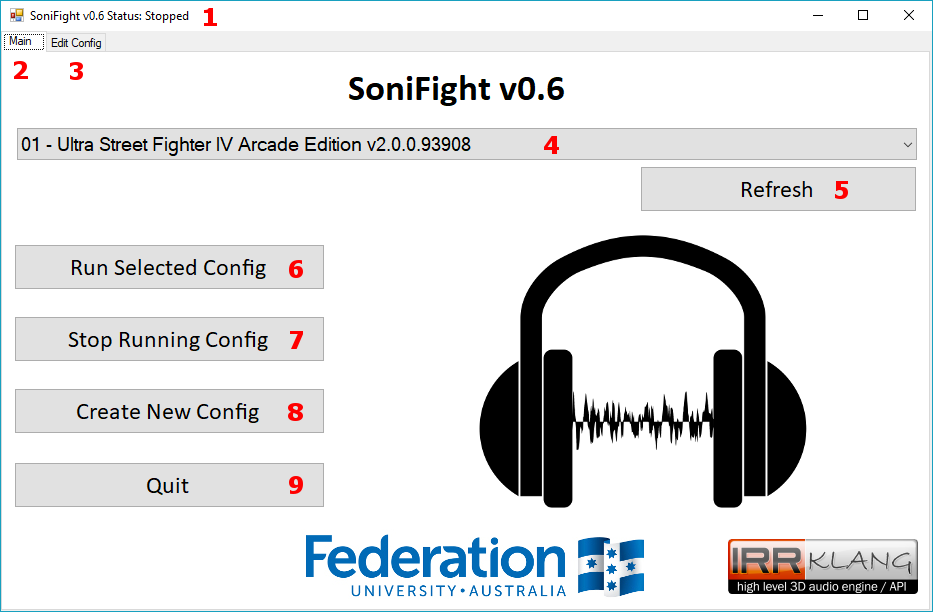 SoniFight v0.6 Status: Stopped 1
Main Edit Config
2 3
SoniFight v0.6
01 - Ultra Street Fighter IV Arcade Edition v2.0.0.93908 4
Refresh 5
Run Selected Config 6
Stop Running Config 7
Create New Config 8
Quit 9
Federation
UNIVERSITY • AUSTRALIA
IRRKLANG
high level 3D audio engine / API